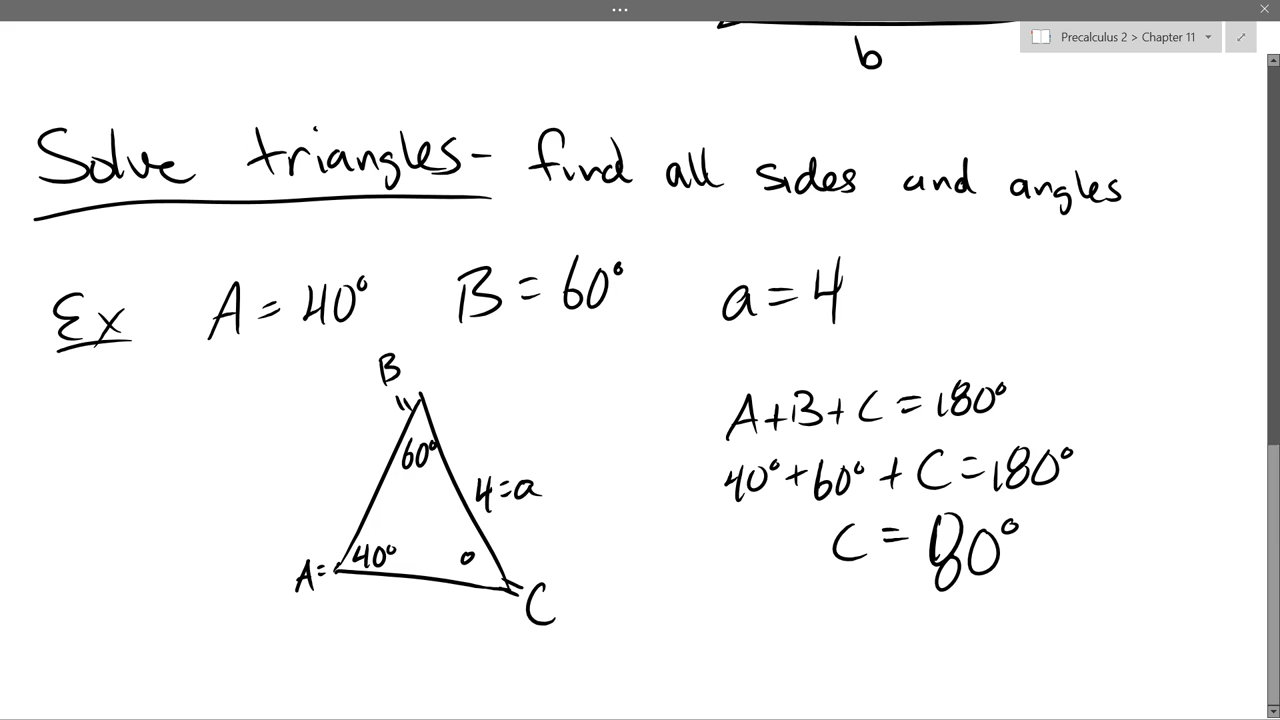 ...
b
Precalculus 2 > Chapter 11
Solve triangles- find all sides and angles
Ex A = 40° B = 60° a = 4
B
60°
4=a
A= 40° °
C
A+B+C = 180°
40°+60° + C = 180°
C = 80°